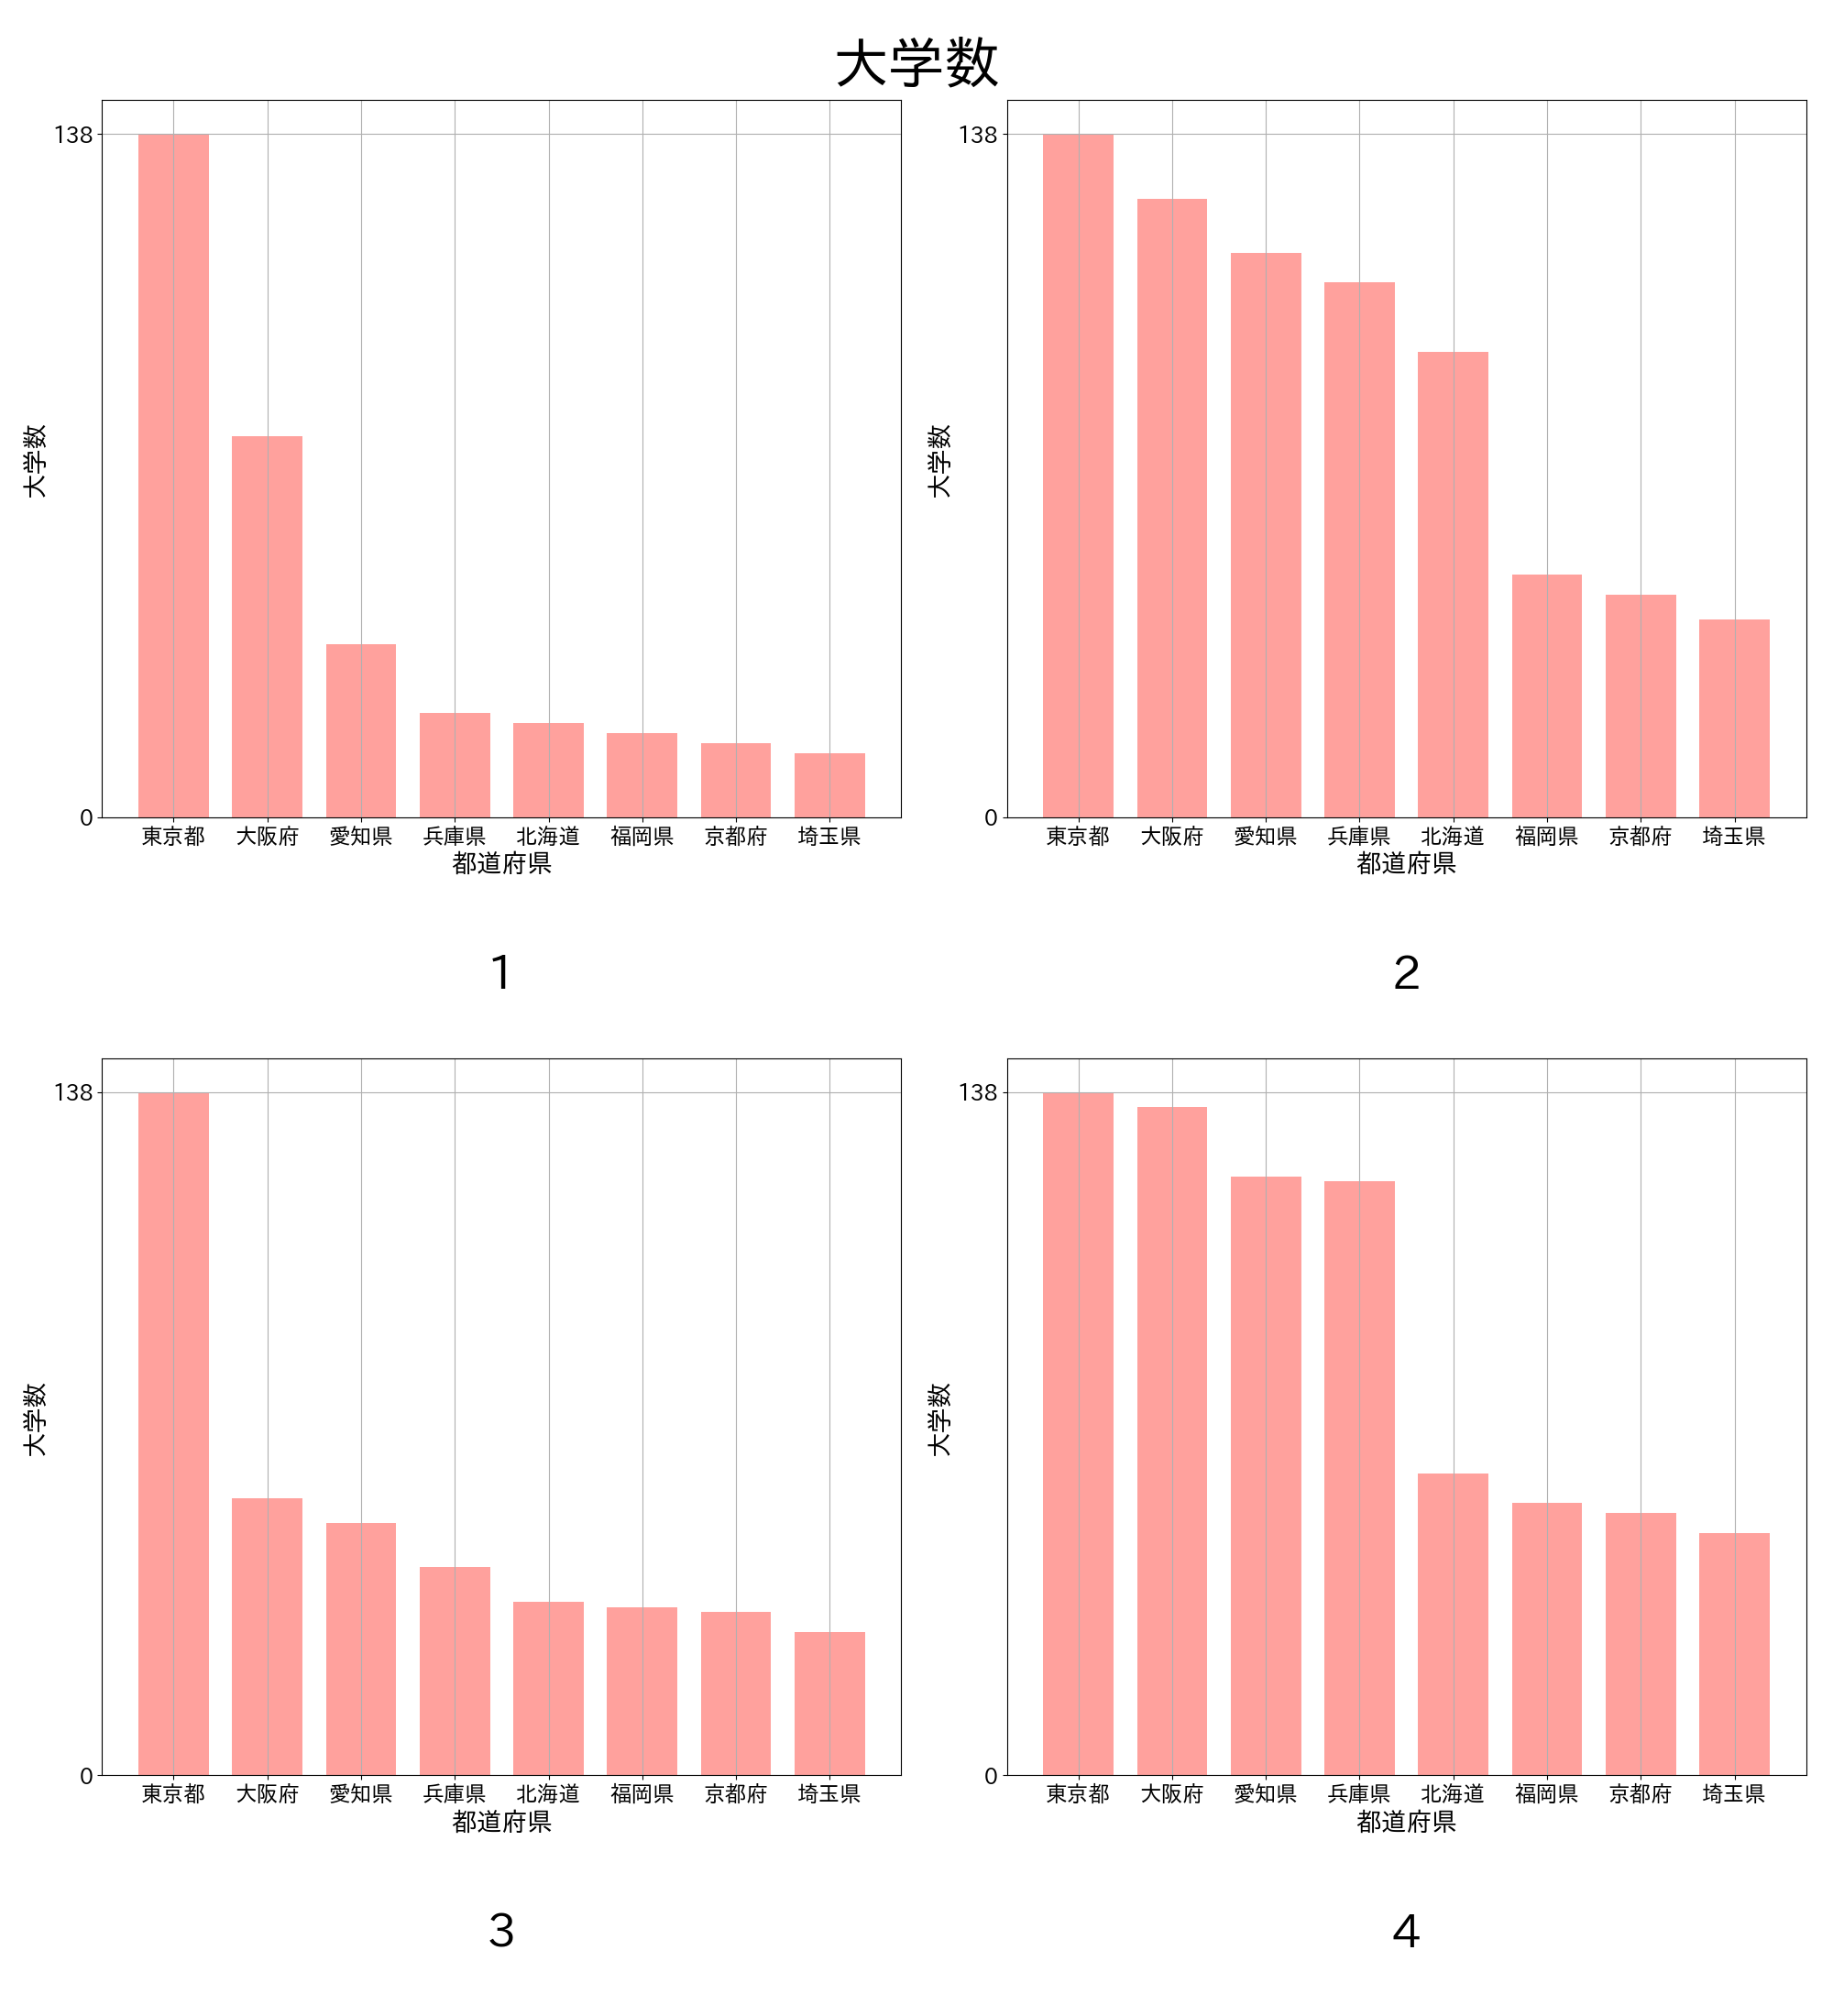 大学数
138
0
大学数
東京都 大阪府 愛知県 兵庫県 北海道 福岡県 京都府 埼玉県
都道府県
1
138
0
大学数
東京都 大阪府 愛知県 兵庫県 北海道 福岡県 京都府 埼玉県
都道府県
2
138
0
大学数
東京都 大阪府 愛知県 兵庫県 北海道 福岡県 京都府 埼玉県
都道府県
3
138
0
大学数
東京都 大阪府 愛知県 兵庫県 北海道 福岡県 京都府 埼玉県
都道府県
4